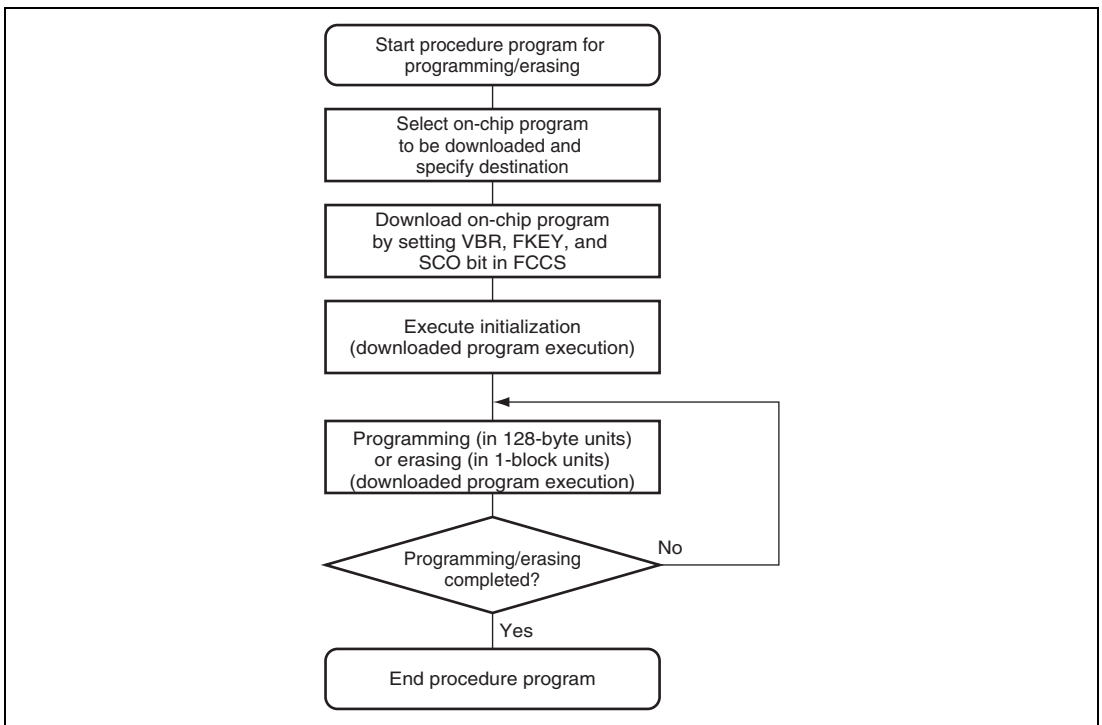 Start procedure program for
programming/erasing
Select on-chip program
to be downloaded and
specify destination
Download on-chip program
by setting VBR, FKEY, and
SCO bit in FCCS
Execute initialization
(downloaded program execution)
Programming (in 128-byte units)
or erasing (in 1-block units)
(downloaded program execution)
Programming/erasing
completed?
No
Yes
End procedure program